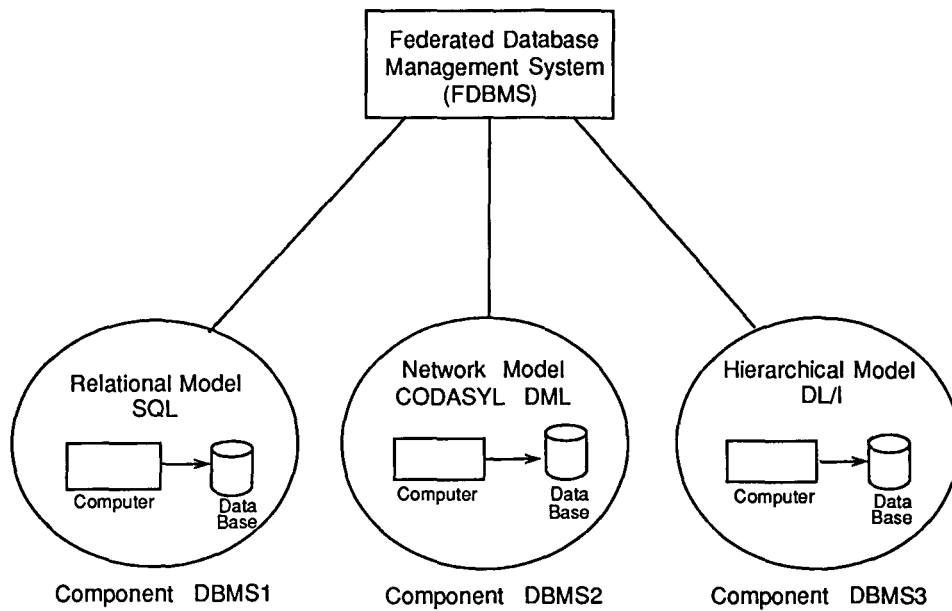 Federated Database
Management System
(FDBMS)
Relational Model
SQL
Computer
Data
Base
Component DBMS1
Network Model
CODASYL DML
Computer
Data
Base
Component DBMS2
Hierarchical Model
DL/I
Computer
Data
Base
Component DBMS3